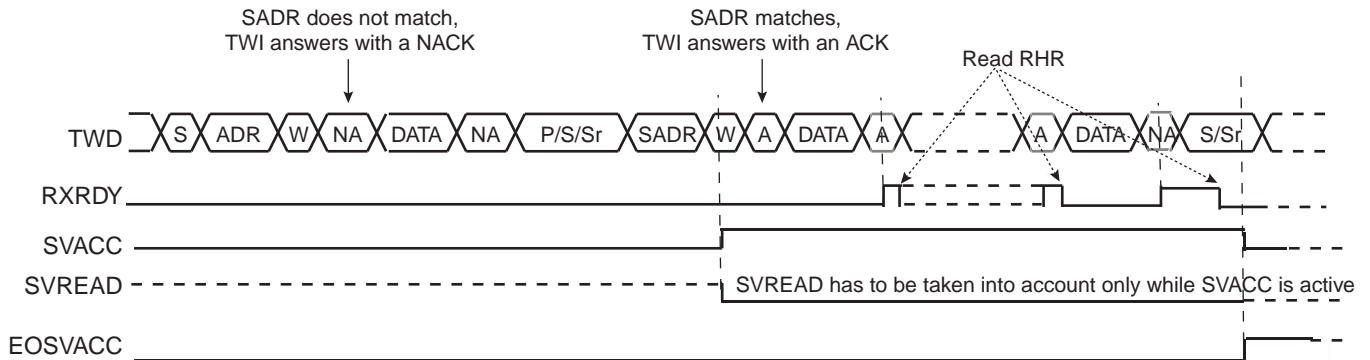 SADR does not match,
TWI answers with a NACK
SADR matches,
TWI answers with an ACK
Read RHR
TWD S ADR W NA DATA NA P/S/Sr SADR W A DATA A A DATA NA S/Sr
RXRDY
SVACC
SVREAD SVREAD has to be taken into account only while SVACC is active
EOSVACC